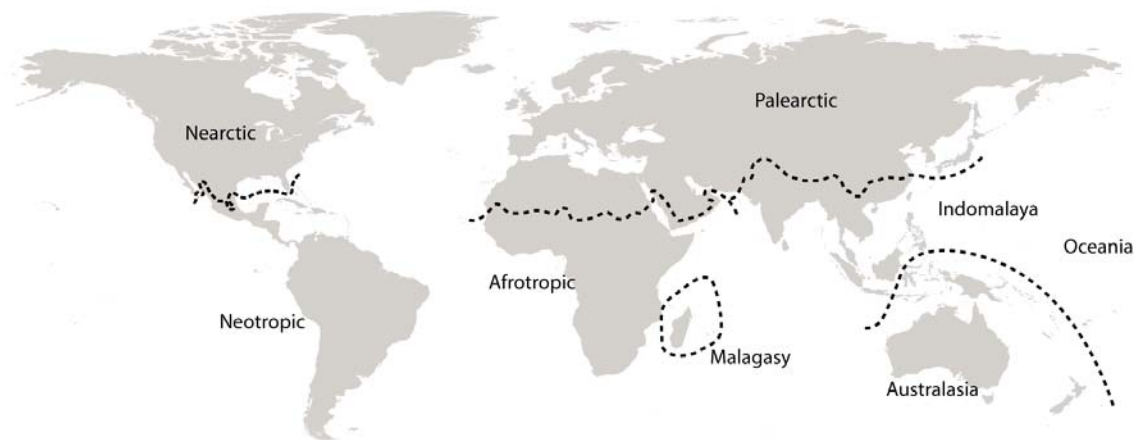 Palearctic
Nearctic
Indomalaya
Oceania
Afrotropic
Neotropic
Malagasy
Australasia